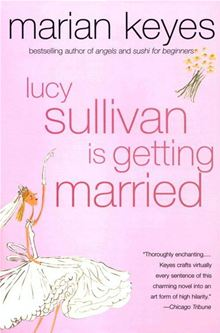 marian keyes
bestselling author of angels and sushi for beginners
lucy
sullivan
is getting
married
"Thoroughly enchanting....
Keyes crafts virtually
every sentence of this
charming novel into an
art form of high hilarity."
—Chicago Tribune